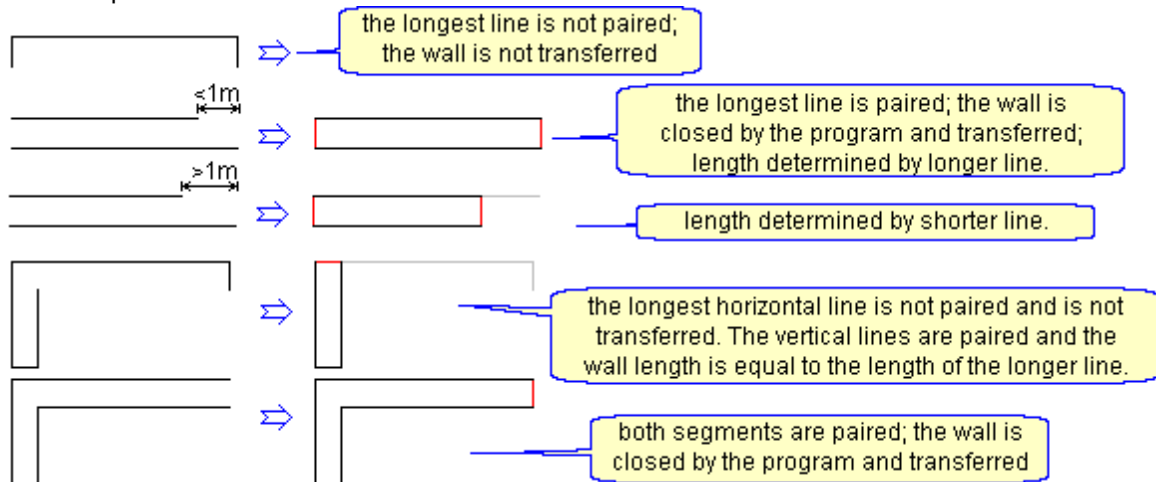 the longest line is not paired;
the wall is not transferred
<1m
the longest line is paired; the wall is
closed by the program and transferred;
length determined by longer line.
>1m
length determined by shorter line.
the longest horizontal line is not paired and is not
transferred. The vertical lines are paired and the
wall length is equal to the length of the longer line.
both segments are paired; the wall is
closed by the program and transferred